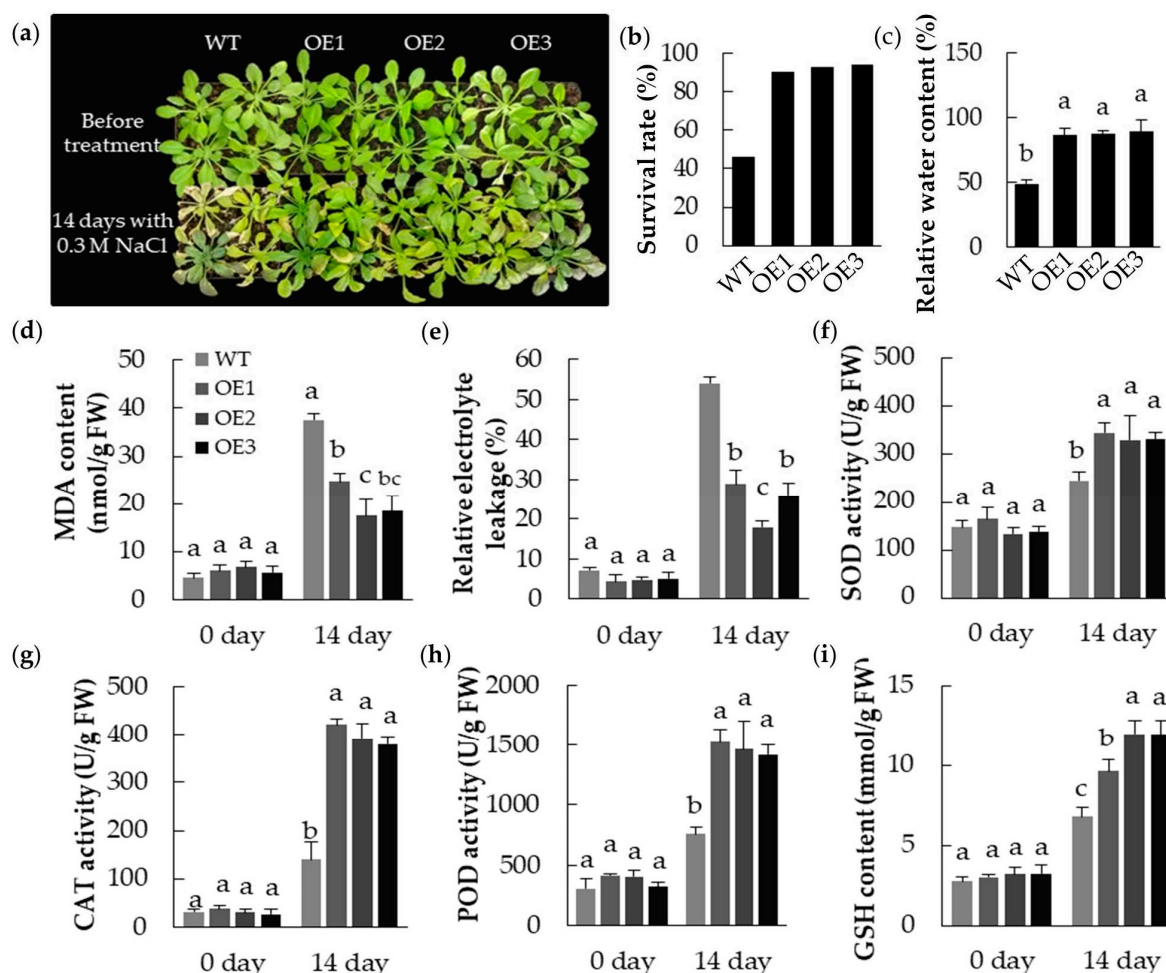 (a)
WT OE1 OE2 OE3
Before
treatment
14 days with
0.3 M NaCl
(b)
Survival rate (%)
100
80
60
40
20
0
WT OE1 OE2 OE3
(c)
Relative water content (%)
150
100
50
0
b a a a
WT OE1 OE2 OE3
(d)
MDA content
(nmol/g FW)
50
40
30
20
10
0
WT
OE1
OE2
OE3
a a a a
a b c bc
0 day 14 day
(e)
Relative electrolyte
leakage (%)
60
50
40
30
20
10
0
a a a a
b c b
0 day 14 day
(f)
SOD activity (U/g FW)
500
400
300
200
100
0
a a a a
b a a a
0 day 14 day
(g)
CAT activity (U/g FW)
500
400
300
200
100
0
a a a a
b a a a
0 day 14 day
(h)
POD activity (U/g FW)
2000
1500
1000
500
0
a a a a
b a a a
0 day 14 day
(i)
GSH content (mmol/g FW)
15
10
5
0
a a a a
c b a a
0 day 14 day